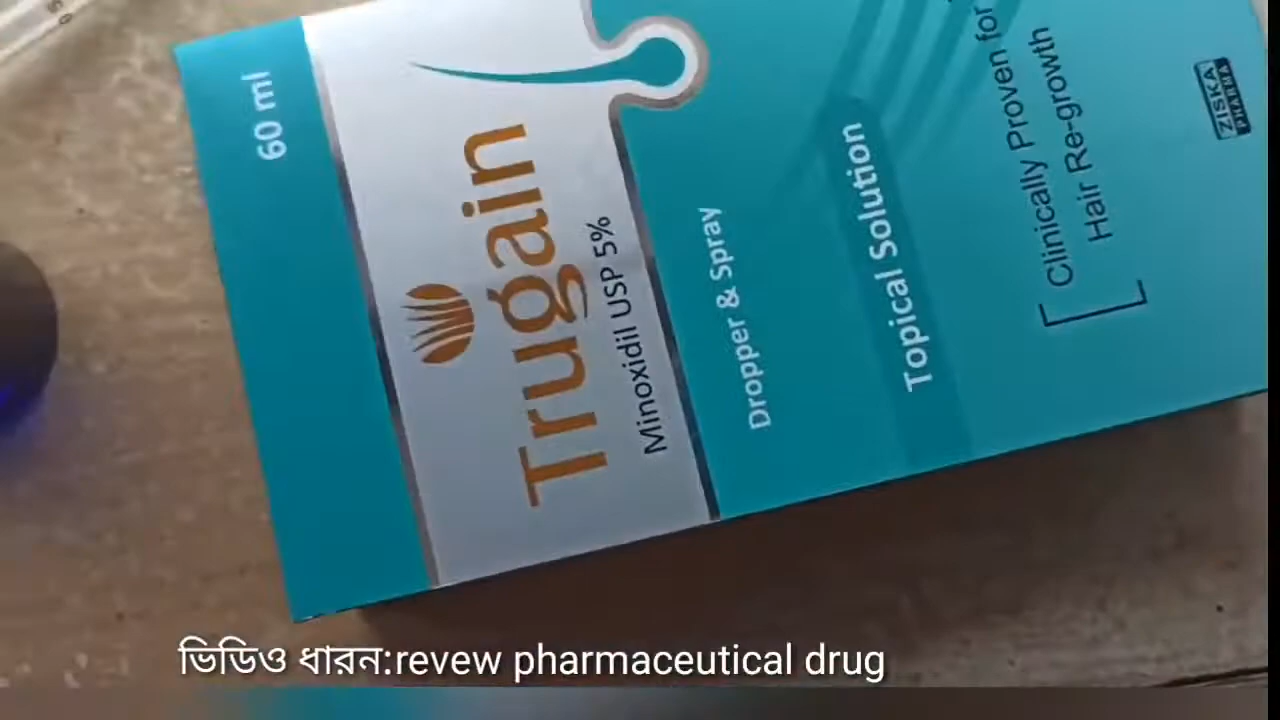 60 ml
Trugain
Minoxidil USP 5%
Dropper & Spray
Topical Solution
Clinically Proven for
Hair Re-growth
ZISKA
PHARMA
ভিডিও ধারন:revew pharmaceutical drug